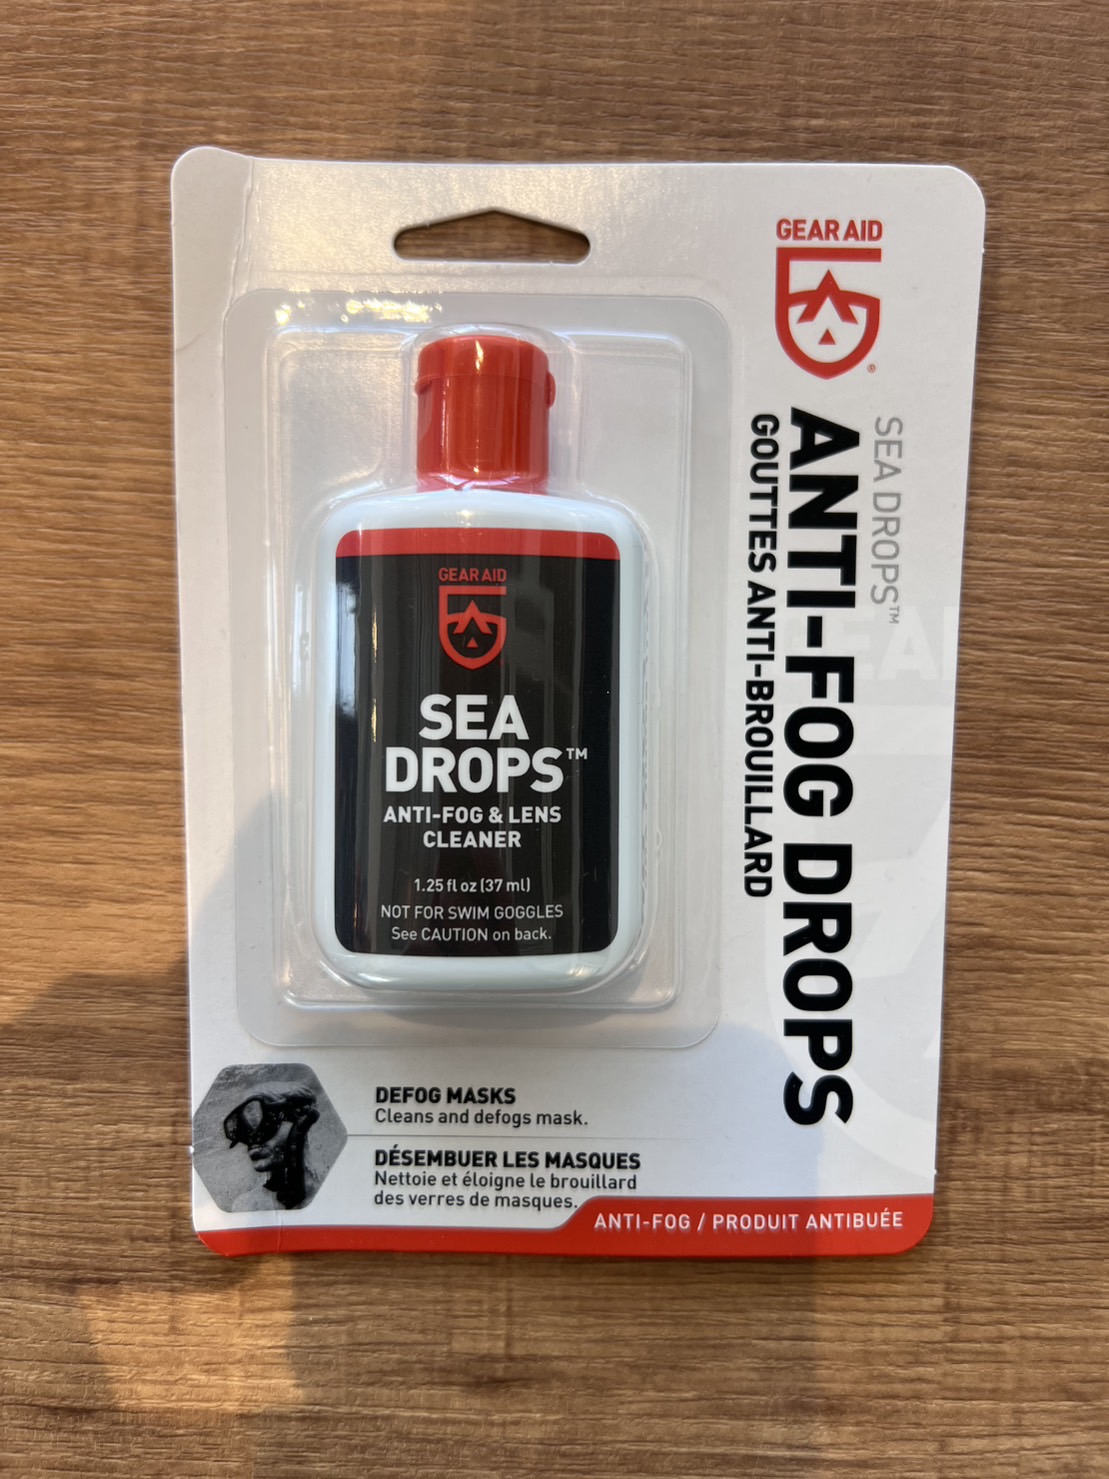 GEAR AID
SEA DROPS™
ANTI-FOG DROPS
GOUTTES ANTI-BROUILLARD
GEAR AID
SEA
DROPS™
ANTI-FOG & LENS
CLEANER
1.25 fl oz (37 ml)
NOT FOR SWIM GOGGLES
See CAUTION on back.
DEFOG MASKS
Cleans and defogs mask.
DÉSEMBUER LES MASQUES
Nettoie et éloigne le brouillard
des verres de masques.
ANTI-FOG / PRODUIT ANTIBUÉE